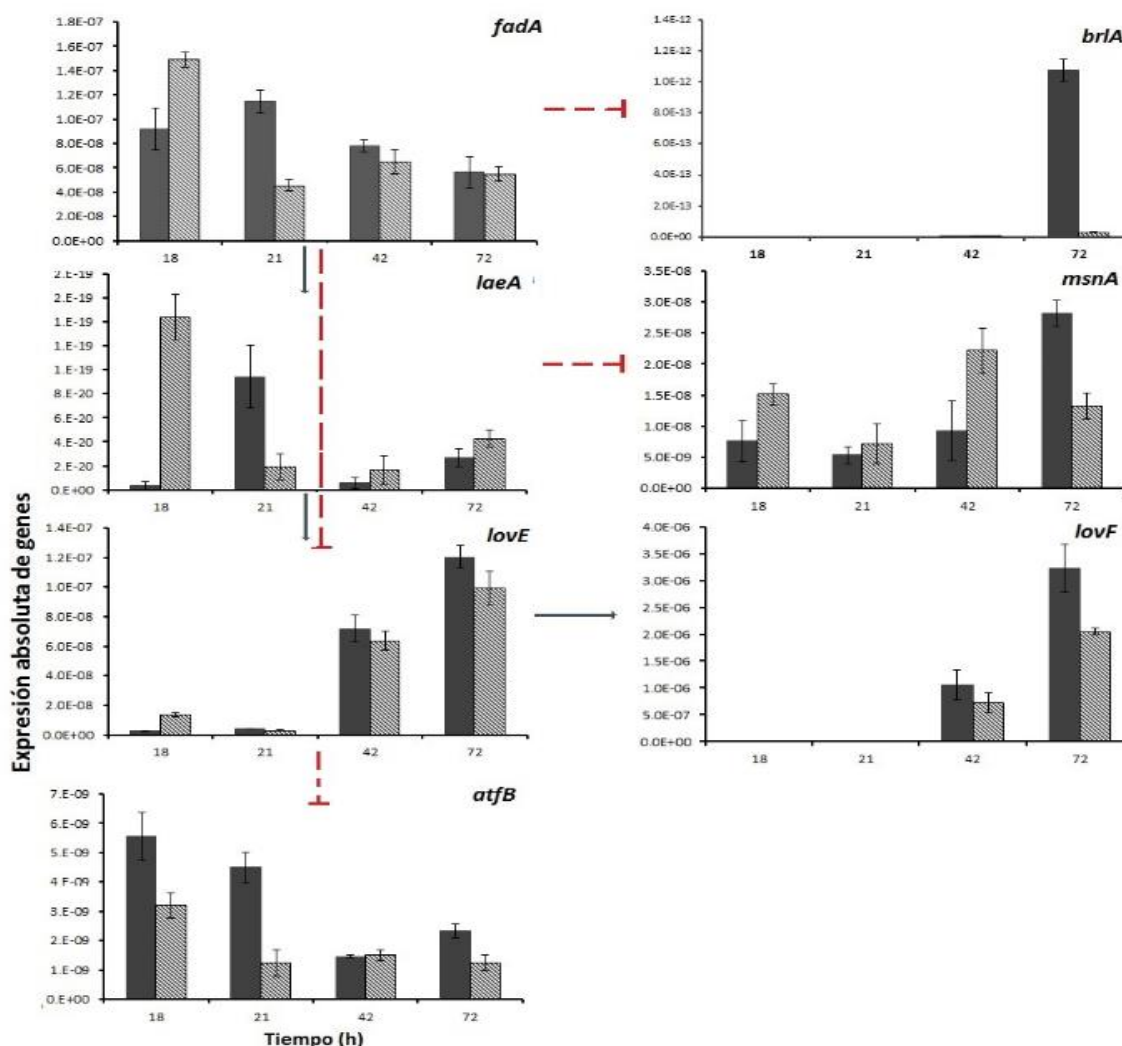 fadA
1.8E-07
1.6E-07
1.4E-07
1.2E-07
1.0E-07
8.0E-08
6.0E-08
4.0E-08
2.0E-08
0.0E+00
18 21 42 72
brlA
1.4E-12
1.2E-12
1.0E-12
8.0E-13
6.0E-13
4.0E-13
2.0E-13
0.0E+00
18 21 42 72
laeA
2.E-19
2.E-19
1.E-19
1.E-19
1.E-19
8.E-20
6.E-20
4.E-20
2.E-20
0.E+00
18 21 42 72
msnA
3.5E-08
3.0E-08
2.5E-08
2.0E-08
1.5E-08
1.0E-08
5.0E-09
0.0E+00
18 21 42 72
Expresión absoluta de genes
lovE
1.4E-07
1.2E-07
1.0E-07
8.0E-08
6.0E-08
4.0E-08
2.0E-08
0.0E+00
18 21 42 72
lovF
4.0E-06
3.5E-06
3.0E-06
2.5E-06
2.0E-06
1.5E-06
1.0E-06
5.0E-07
0.0E+00
18 21 42 72
atfB
7.E-09
6.E-09
5.E-09
4.E-09
3.E-09
2.E-09
1.E-09
0.E+00
18 21 42 72
Tiempo (h)